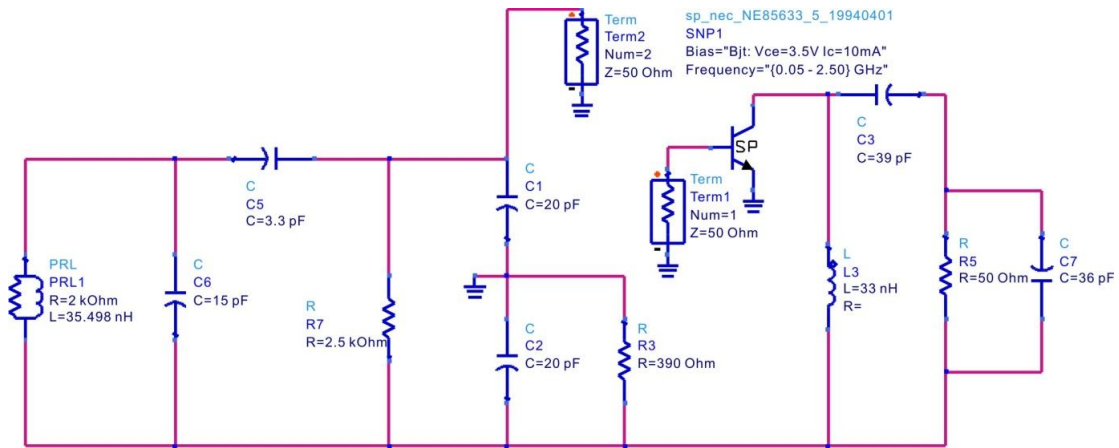 Term
Term2
Num=2
Z=50 Ohm
sp_nec_NE85633_5_19940401
SNP1
Bias="Bjt: Vce=3.5V Ic=10mA"
Frequency="{0.05 - 2.50} GHz"
SP
C
C3
C=39 pF
C
C5
C=3.3 pF
C
C1
C=20 pF
Term
Term1
Num=1
Z=50 Ohm
PRL
PRL1
R=2 kOhm
L=35.498 nH
C
C6
C=15 pF
R
R7
R=2.5 kOhm
C
C2
C=20 pF
R
R3
R=390 Ohm
L
L3
L=33 nH
R=
R
R5
R=50 Ohm
C
C7
C=36 pF